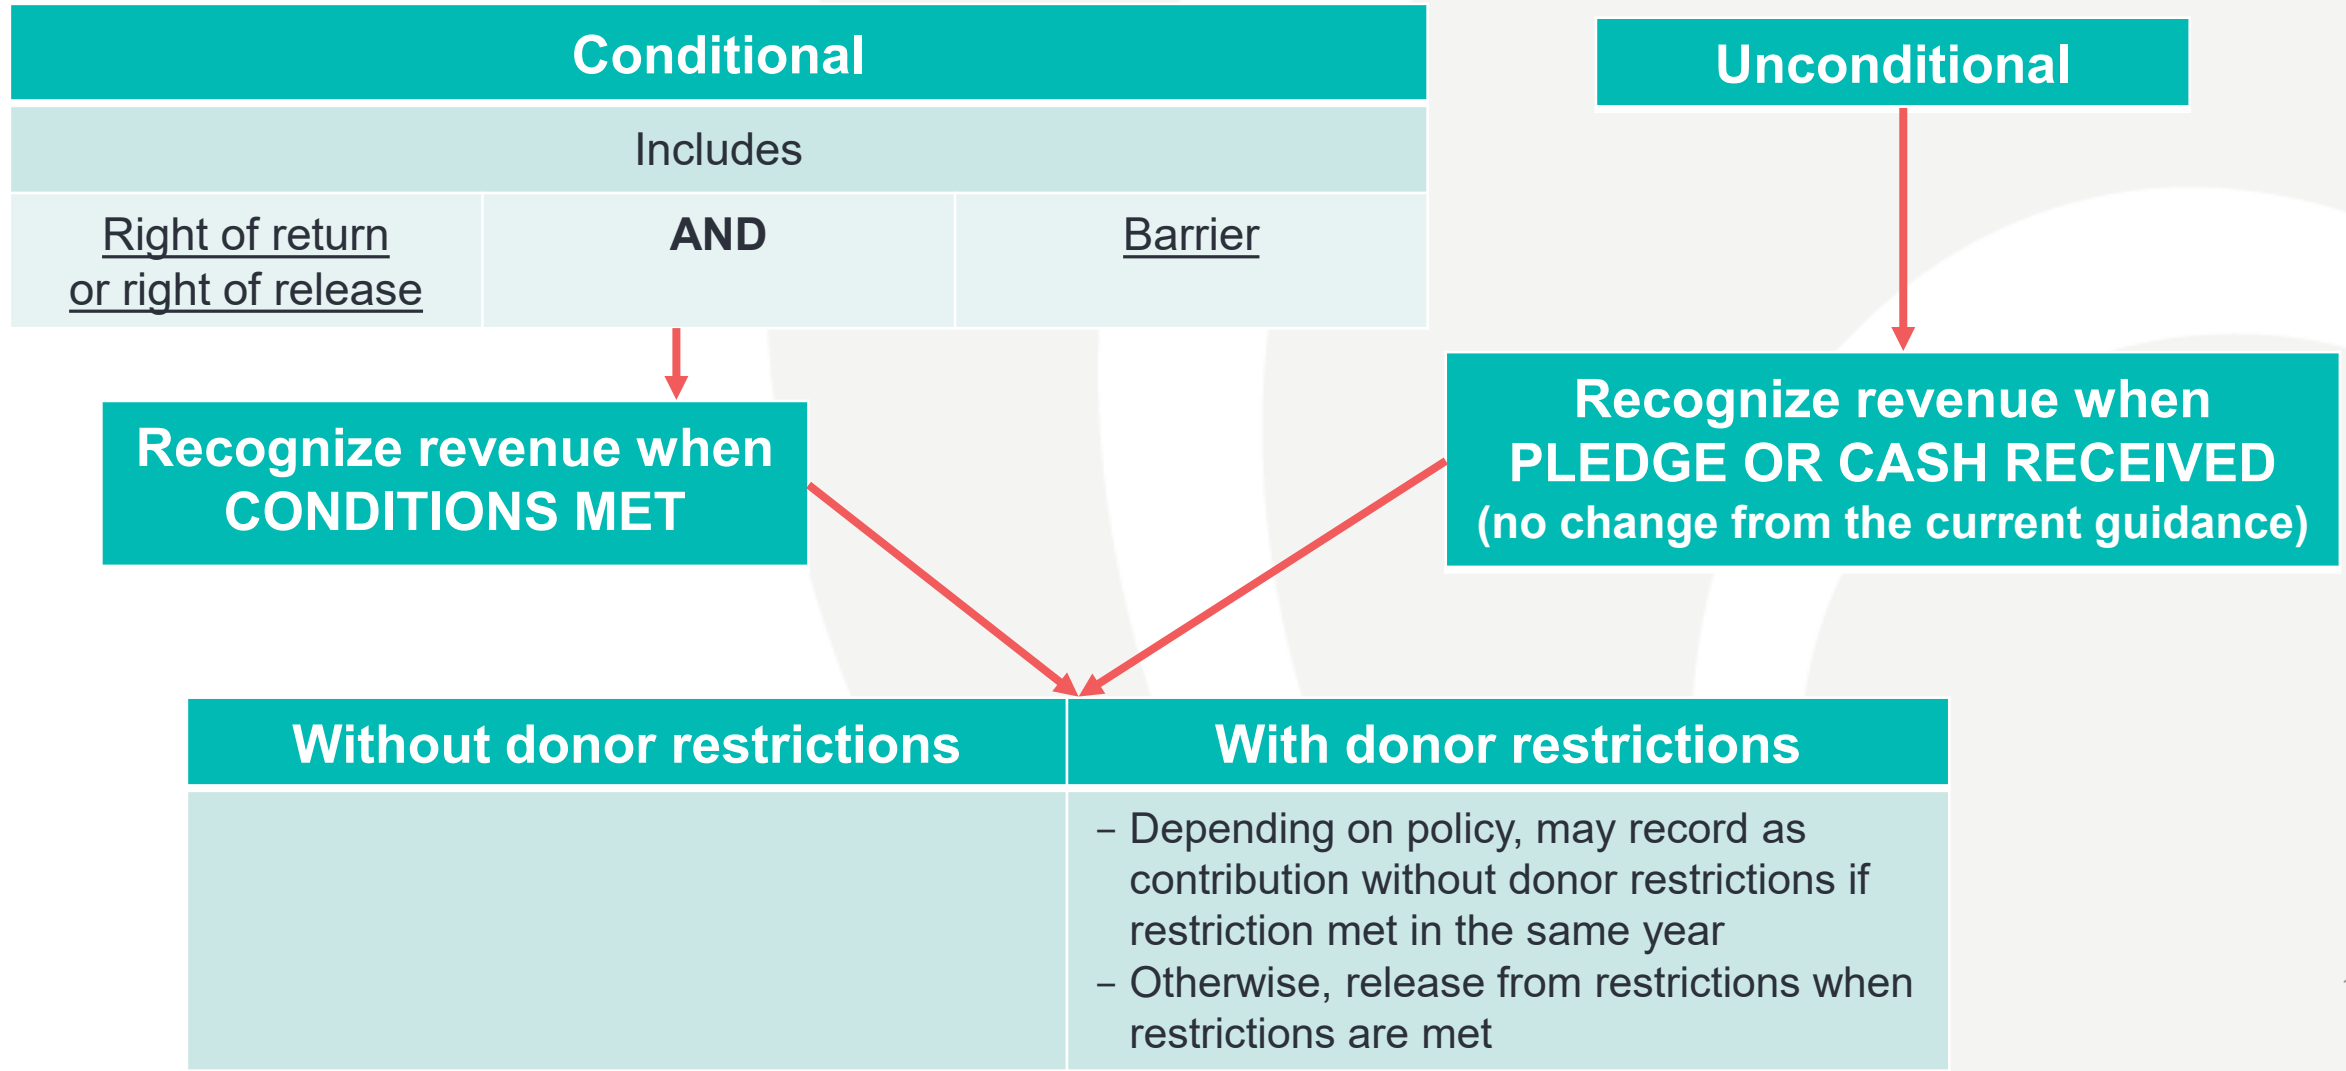 Conditional
Unconditional
Includes
Right of return
or right of release
AND
Barrier
Recognize revenue when
CONDITIONS MET
Recognize revenue when
PLEDGE OR CASH RECEIVED
(no change from the current guidance)
Without donor restrictions
With donor restrictions
– Depending on policy, may record as
contribution without donor restrictions if
restriction met in the same year
– Otherwise, release from restrictions when
restrictions are met